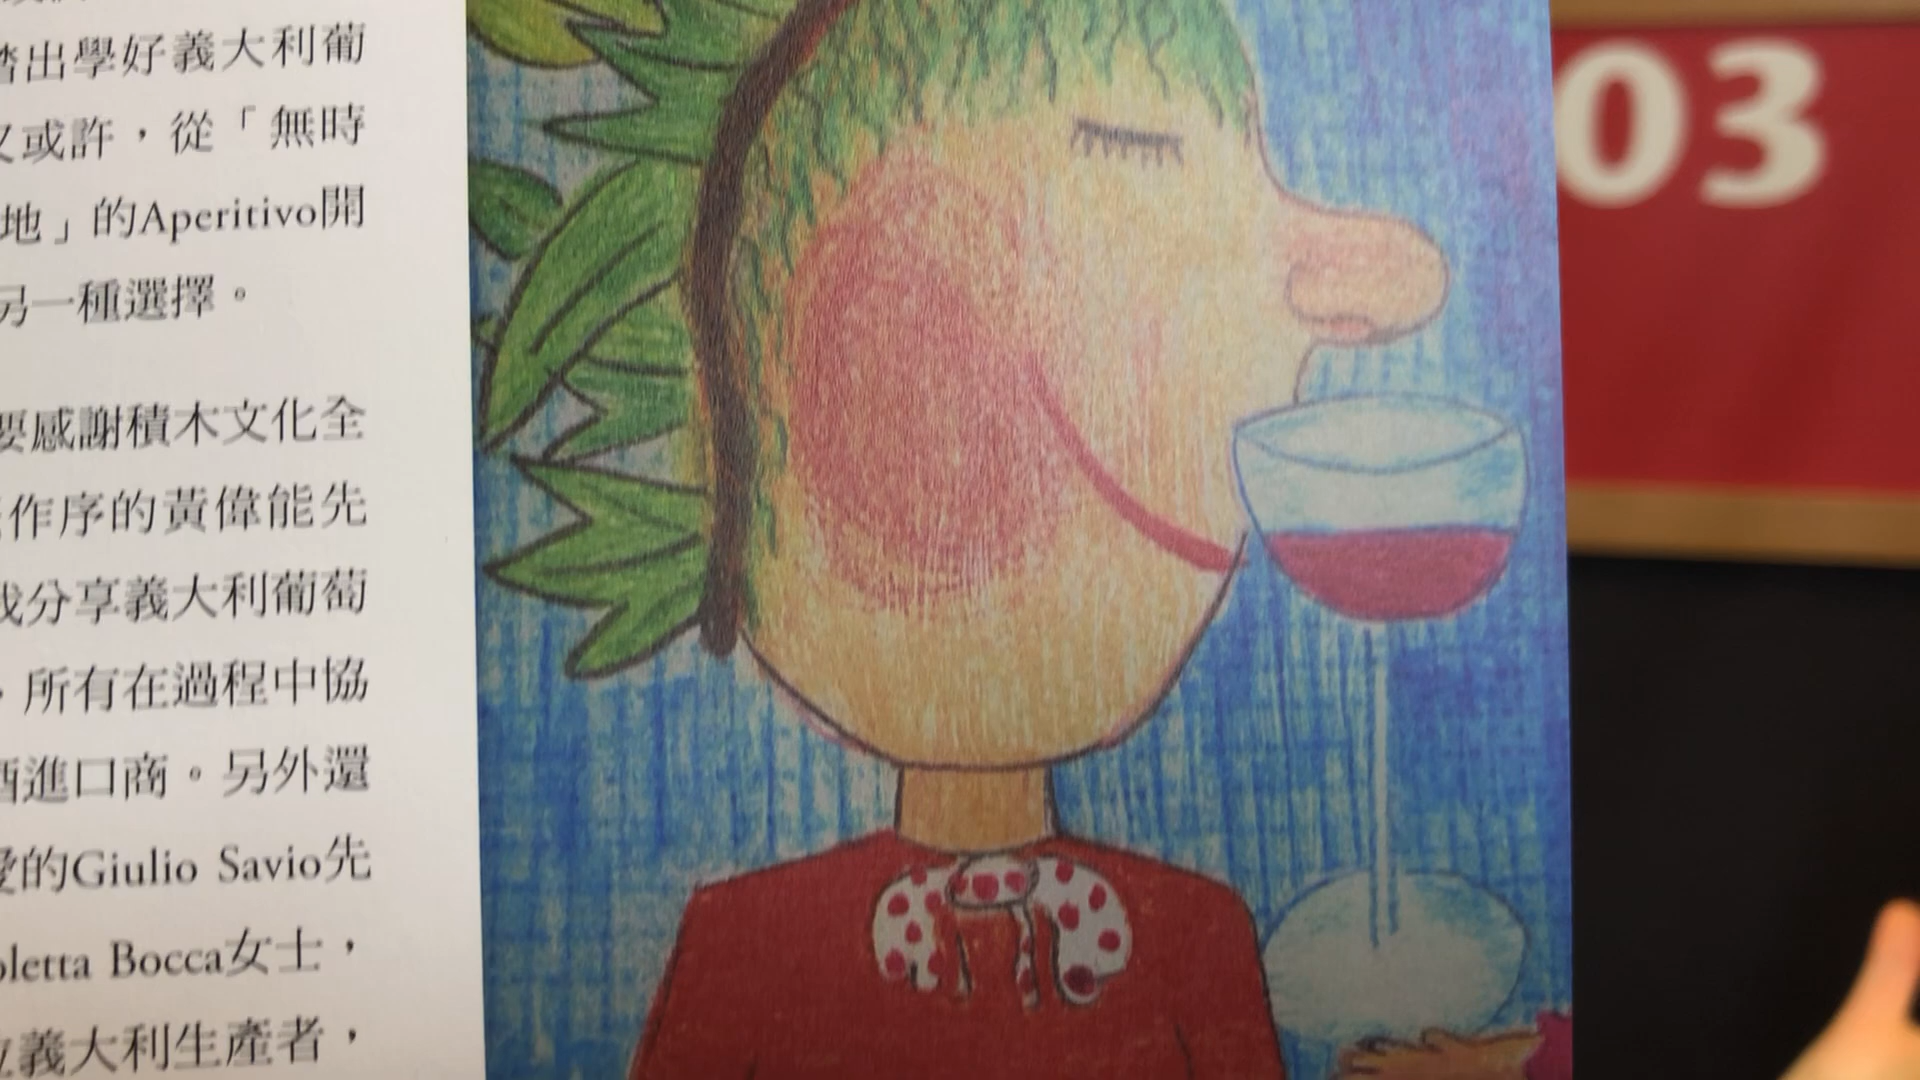 出學好義大利葡
或許，從「無時
地」的Aperitivo開
另一種選擇。
要感謝積木文化全
作序的黃偉能先
我分享義大利葡萄
，所有在過程中協
酒進口商。另外還
愛的Giulio Savio先
oletta Bocca女士，
位義大利生產者，
03